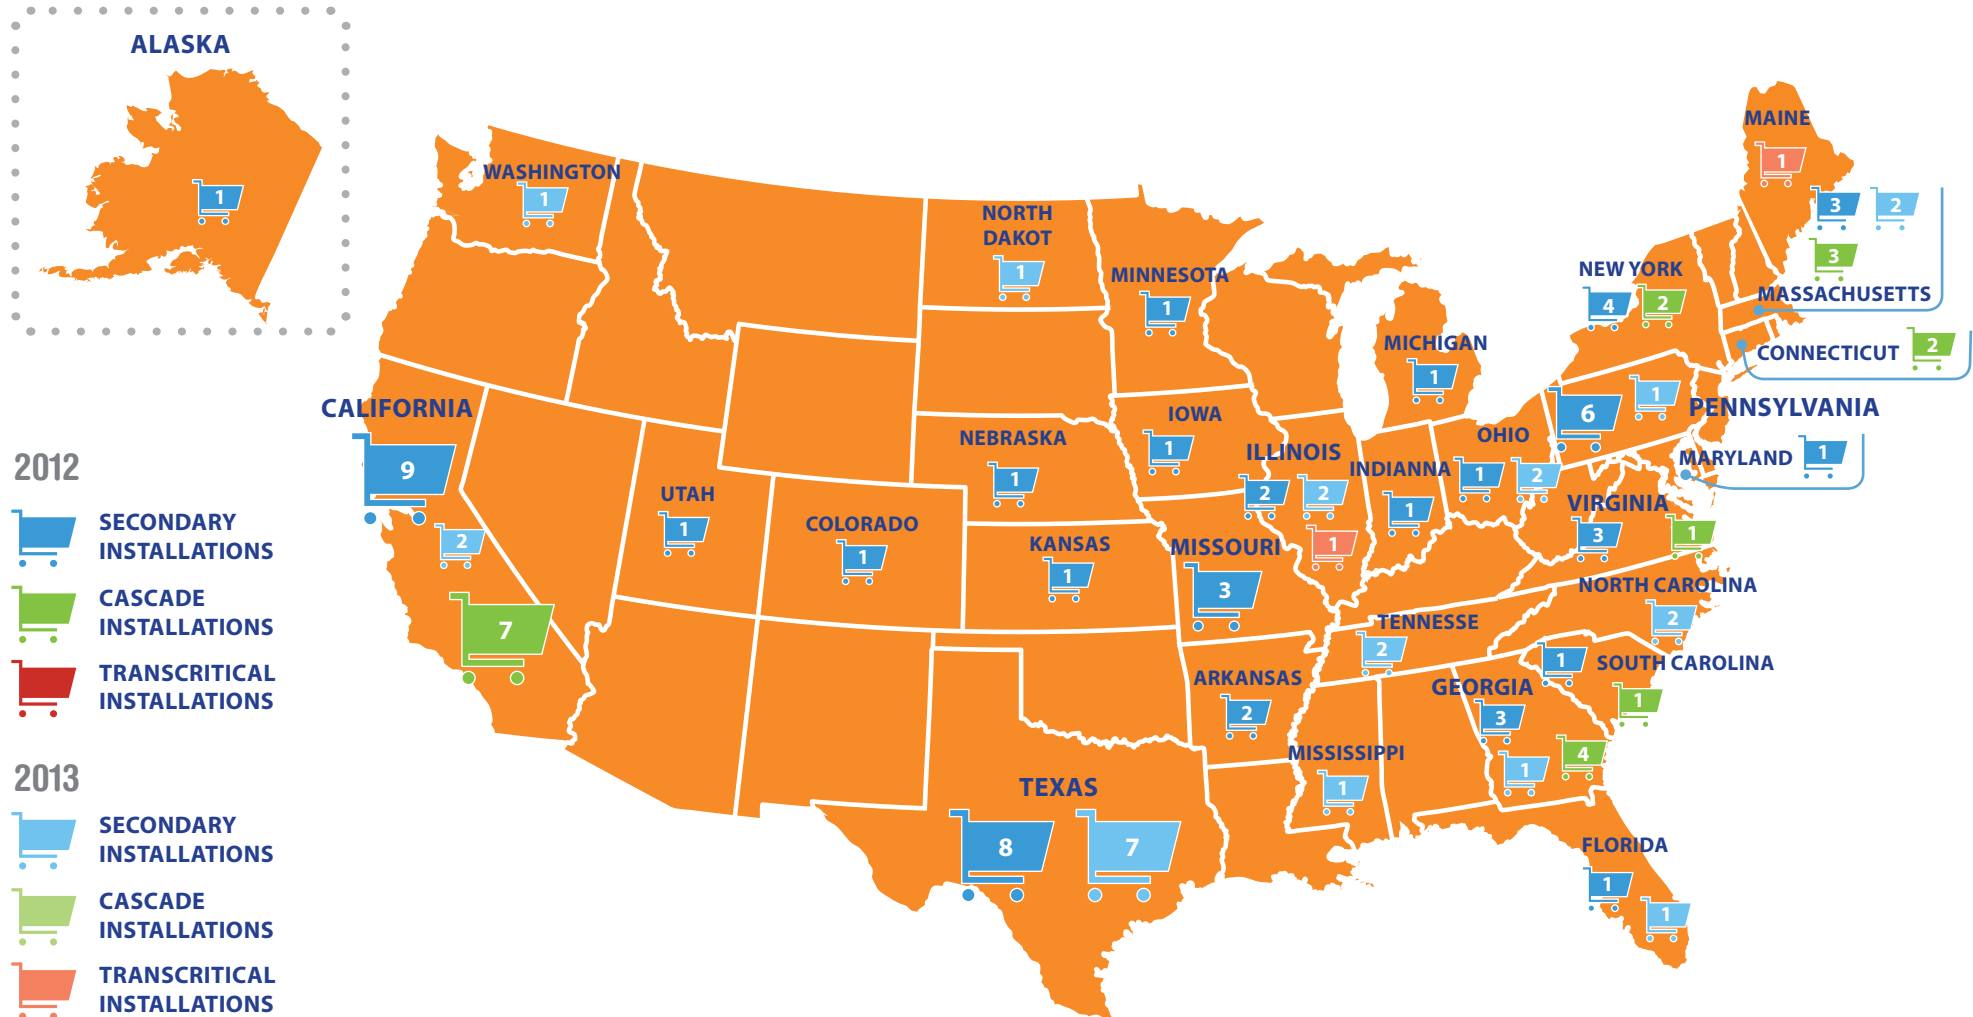 ALASKA
1
WASHINGTON
1
NORTH
DAKOT
1
MINNESOTA
1
MICHIGAN
1
MAINE
1
3
2
3
MASSACHUSETTS
NEW YORK
4
2
CONNECTICUT
2
CALIFORNIA
9
2
7
UTAH
1
COLORADO
1
NEBRASKA
1
KANSAS
1
IOWA
1
MISSOURI
3
ILLINOIS
2
2
1
INDIANNA
1
OHIO
1
2
6
1
PENNSYLVANIA
MARYLAND
1
VIRGINIA
3
1
NORTH CAROLINA
2
TENNESSE
2
1
SOUTH CAROLINA
1
ARKANSAS
2
GEORGIA
3
1
4
MISSISSIPPI
1
TEXAS
8
7
FLORIDA
1
1
2012
SECONDARY
INSTALLATIONS
CASCADE
INSTALLATIONS
TRANSCRITICAL
INSTALLATIONS
2013
SECONDARY
INSTALLATIONS
CASCADE
INSTALLATIONS
TRANSCRITICAL
INSTALLATIONS